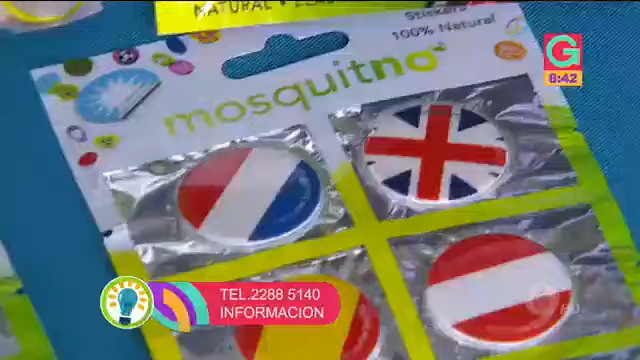 NATURAL
Stickers
100% Natural
mosquitno
G
8:42
TEL.2288 5140
INFORMACION